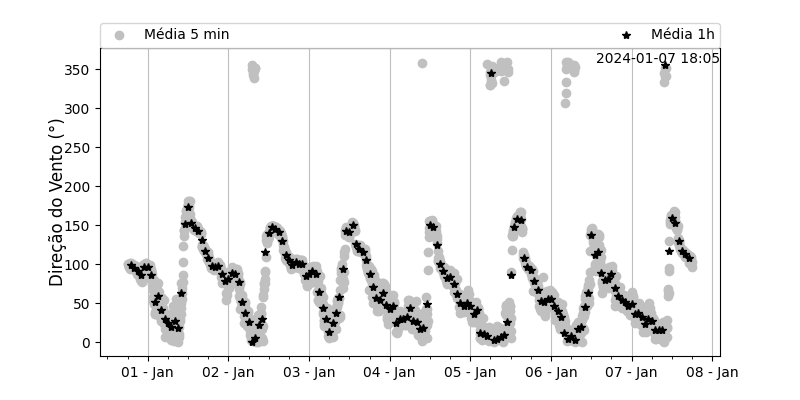 Média 5 min
Média 1h
2024-01-07 18:05
350
300
250
200
150
100
50
0
Direção do Vento (°)
01 - Jan
02 - Jan
03 - Jan
04 - Jan
05 - Jan
06 - Jan
07 - Jan
08 - Jan